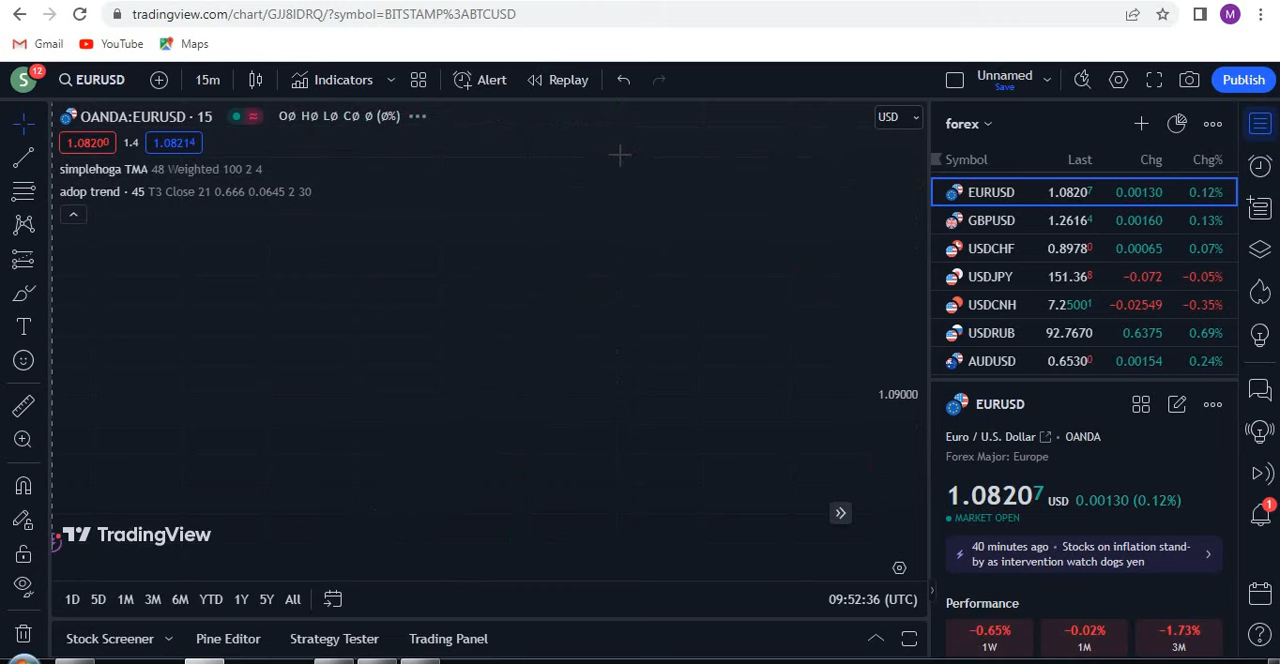 tradingview.com/chart/GJJ8IDRQ/?symbol=BITSTAMP%3ABTCUSD
M
Gmail YouTube Maps
S 12 EURUSD 15m Indicators Alert Replay Unnamed Publish
Save
OANDA:EURUSD · 15 OØ HØ LØ CØ Ø (Ø%) USD
1.08200 1.4 1.08214
simplehoga TMA 48 Weighted 100 2 4
adop trend · 45 T3 Close 21 0.666 0.0645 2 30
1.09000
TradingView
1D 5D 1M 3M 6M YTD 1Y 5Y All 09:52:36 (UTC)
Stock Screener Pine Editor Strategy Tester Trading Panel
forex
Symbol Last Chg Chg%
EURUSD 1.08207 0.00130 0.12%
GBPUSD 1.26164 0.00160 0.13%
USDCHF 0.89780 0.00065 0.07%
USDJPY 151.368 −0.072 −0.05%
USDCNH 7.25001 −0.02549 −0.35%
USDRUB 92.7670 0.6375 0.69%
AUDUSD 0.65300 0.00154 0.24%
EURUSD
Euro / U.S. Dollar OANDA
Forex Major: Europe
1.08207 USD 0.00130 (0.12%)
MARKET OPEN
40 minutes ago · Stocks on inflation stand-
by as intervention watch dogs yen
Performance
−0.65% −0.02% −1.73%
1W 1M 3M
1